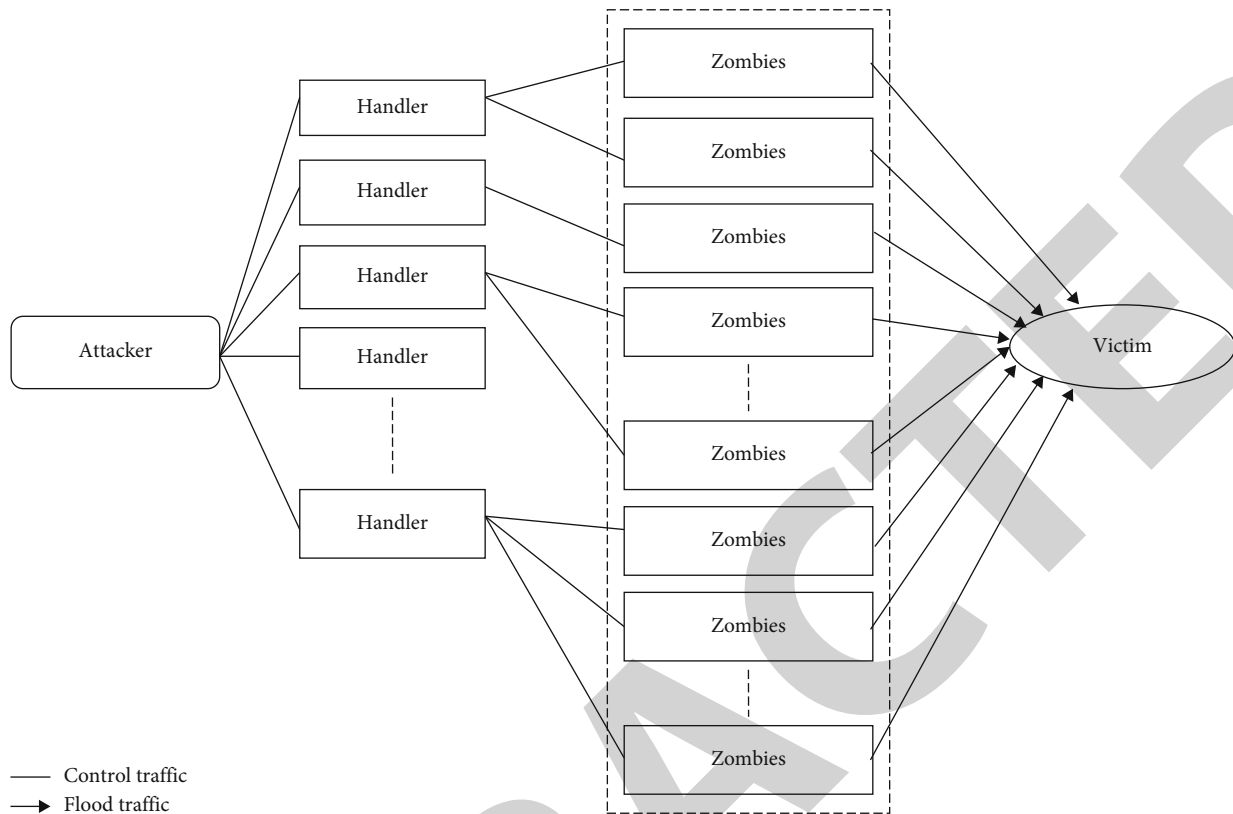 Attacker
Handler
Handler
Handler
Handler
Handler
Zombies
Zombies
Zombies
Zombies
Zombies
Zombies
Zombies
Zombies
Victim
Control traffic
Flood traffic
ACTED